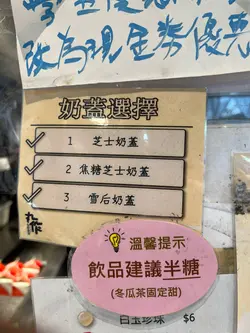 改為現金券優惠
奶蓋選擇
1 芝士奶蓋
2 焦糖芝士奶蓋
3 雪后奶蓋
溫馨提示
飲品建議半糖
(冬瓜茶固定甜)
白玉珍珠 $6